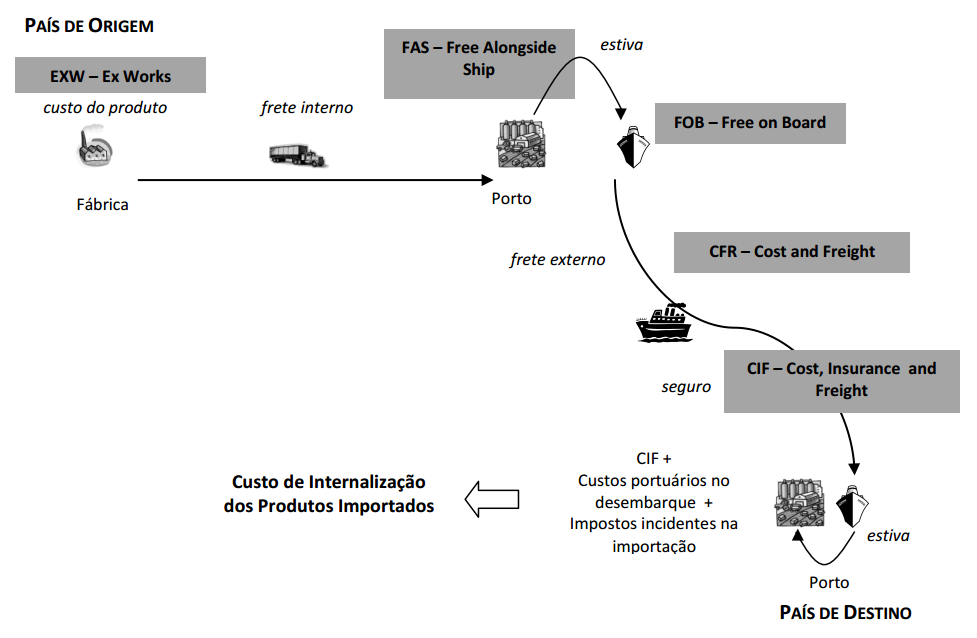 PAÍS DE ORIGEM
EXW – Ex Works
custo do produto
Fábrica
frete interno
FAS – Free Alongside
Ship
estiva
Porto
FOB – Free on Board
frete externo
CFR – Cost and Freight
CIF – Cost, Insurance and
Freight
seguro
CIF +
Custos portuários no
desembarque +
Impostos incidentes na
importação
Custo de Internalização
dos Produtos Importados
estiva
Porto
PAÍS DE DESTINO